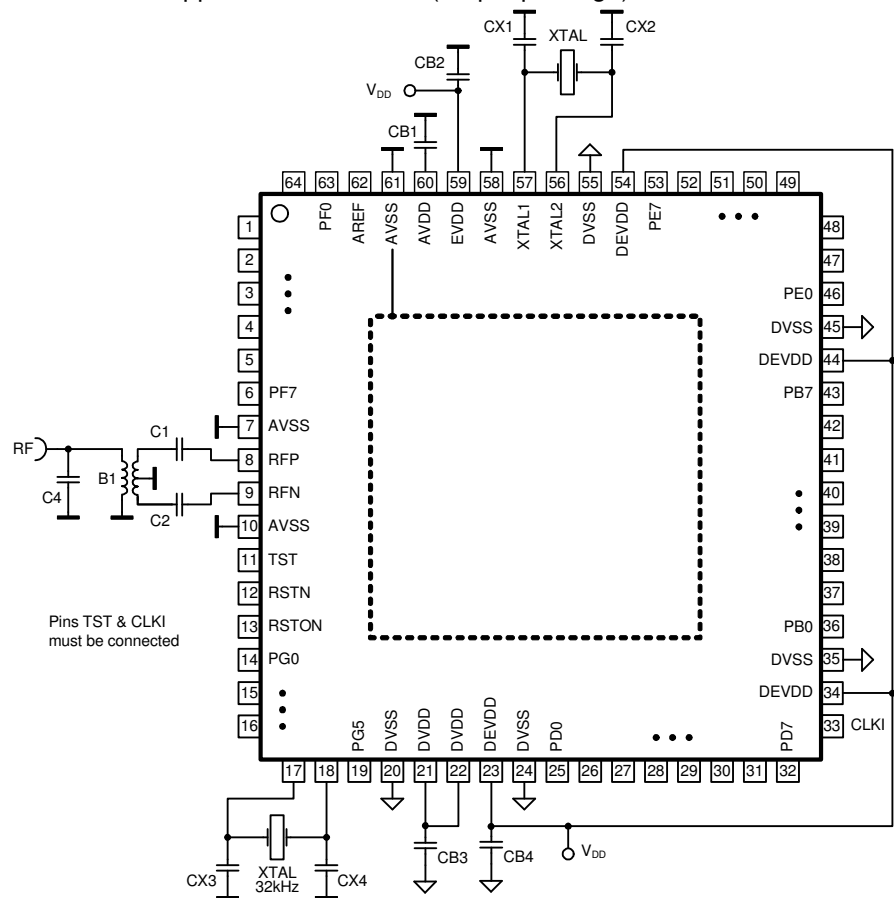 CX1
XTAL
CX2
CB2
VDD
CB1
64 63 62 61 60 59 58 57 56 55 54 53 52 51 50 49
PF0
AREF
AVSS
AVDD
EVDD
AVSS
XTAL1
XTAL2
DVSS
DEVDD
PE7
1
2
3
4
5
6 PF7
7 AVSS
8 RFP
9 RFN
10 AVSS
11 TST
12 RSTN
13 RSTON
14 PG0
15
16
RF
C4
B1
C1
C2
Pins TST & CLKI
must be connected
48
47
PE0 46
DVSS 45
DEVDD 44
PB7 43
42
41
40
39
38
37
PB0 36
DVSS 35
DEVDD 34
33 CLKI
PG5
DVSS
DVDD
DVDD
DEVDD
DVSS
PD0
PD7
17 18 19 20 21 22 23 24 25 26 27 28 29 30 31 32
CX3
XTAL
32kHz
CX4
CB3
CB4
VDD